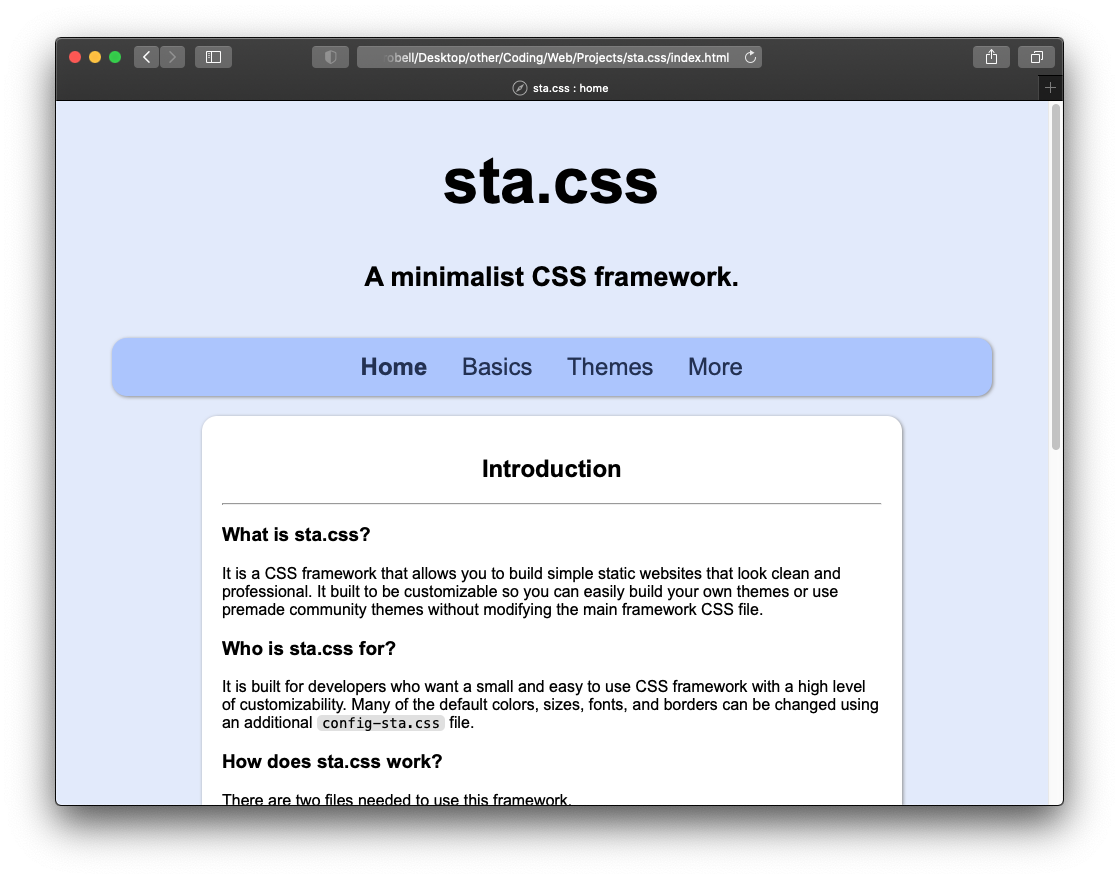 obell/Desktop/other/Coding/Web/Projects/sta.css/index.html
sta.css : home
sta.css
A minimalist CSS framework.
Home Basics Themes More
Introduction
What is sta.css?
It is a CSS framework that allows you to build simple static websites that look clean and
professional. It built to be customizable so you can easily build your own themes or use
premade community themes without modifying the main framework CSS file.
Who is sta.css for?
It is built for developers who want a small and easy to use CSS framework with a high level
of customizability. Many of the default colors, sizes, fonts, and borders can be changed using
an additional config-sta.css file.
How does sta.css work?
There are two files needed to use this framework.